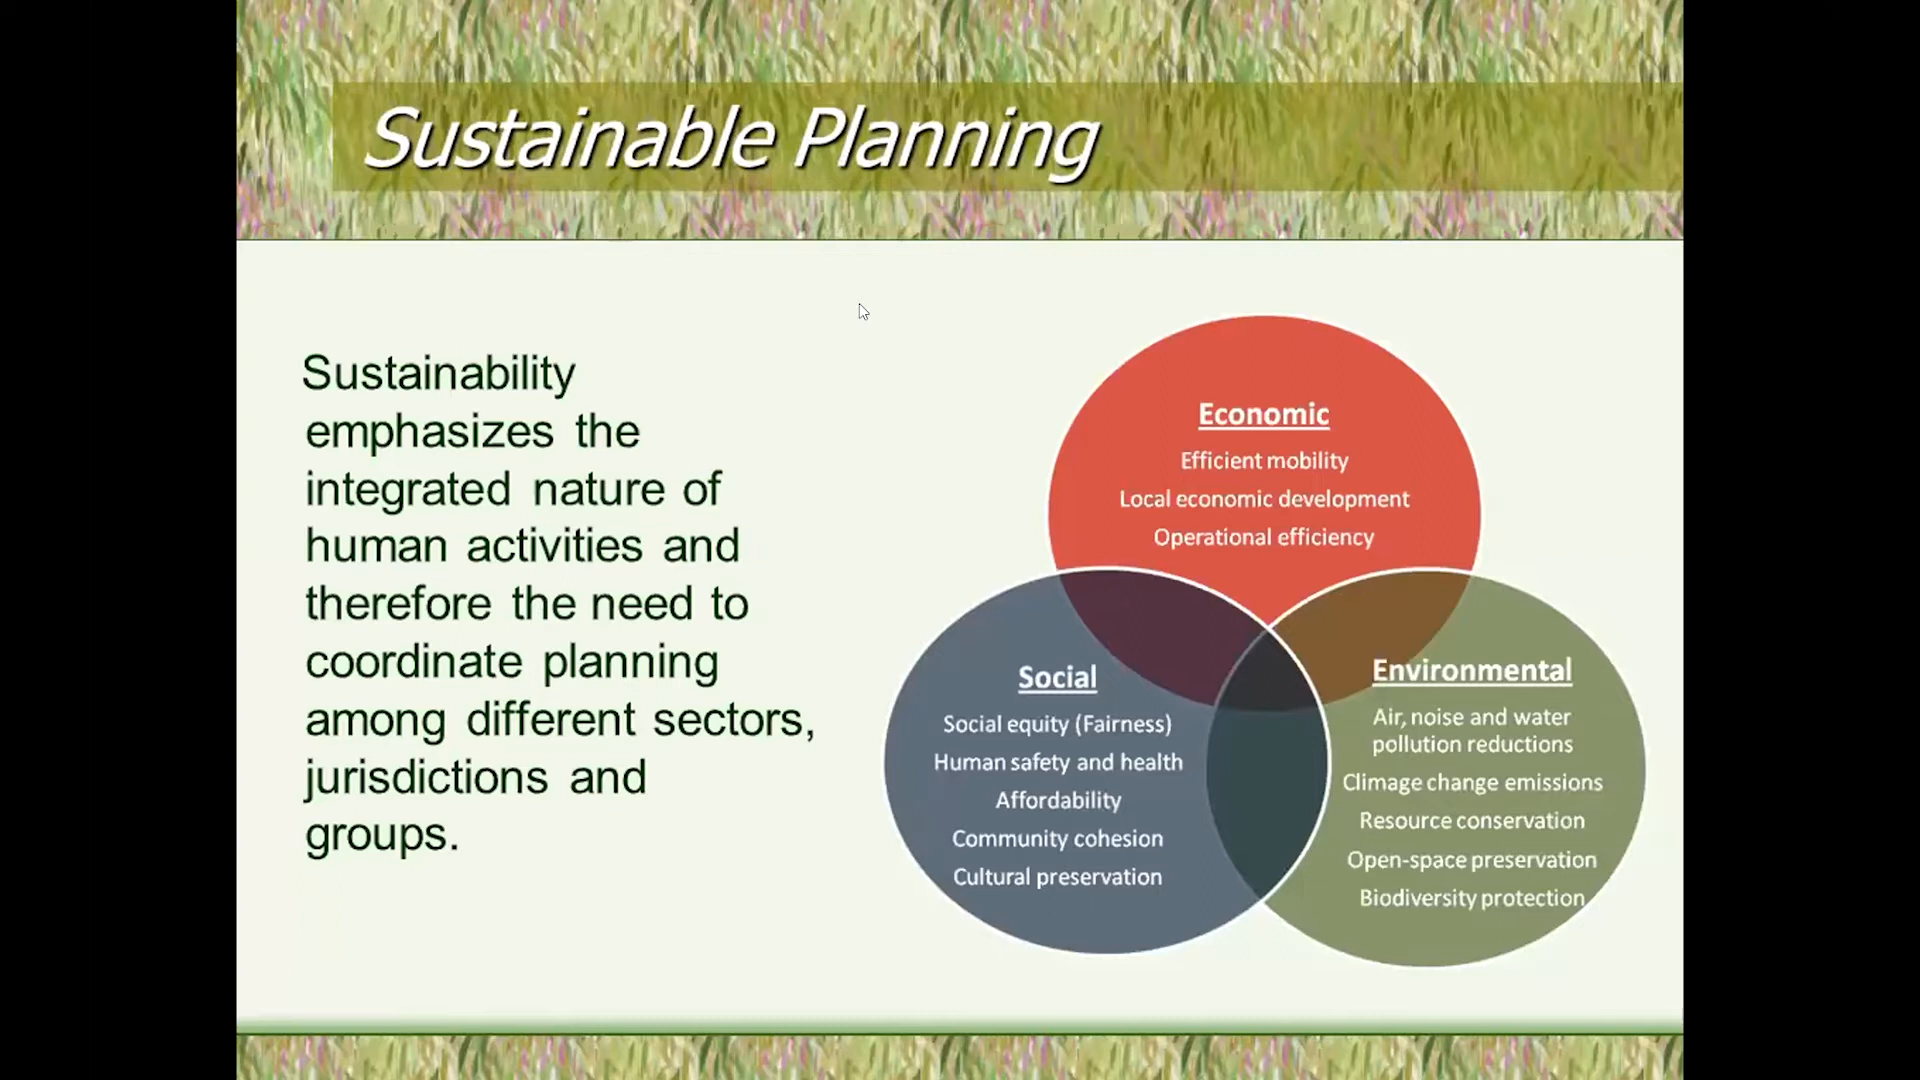 Sustainable Planning
Sustainability
emphasizes the
integrated nature of
human activities and
therefore the need to
coordinate planning
among different sectors,
jurisdictions and
groups.
Economic
Efficient mobility
Local economic development
Operational efficiency
Social
Social equity (Fairness)
Human safety and health
Affordability
Community cohesion
Cultural preservation
Environmental
Air, noise and water
pollution reductions
Climage change emissions
Resource conservation
Open-space preservation
Biodiversity protection